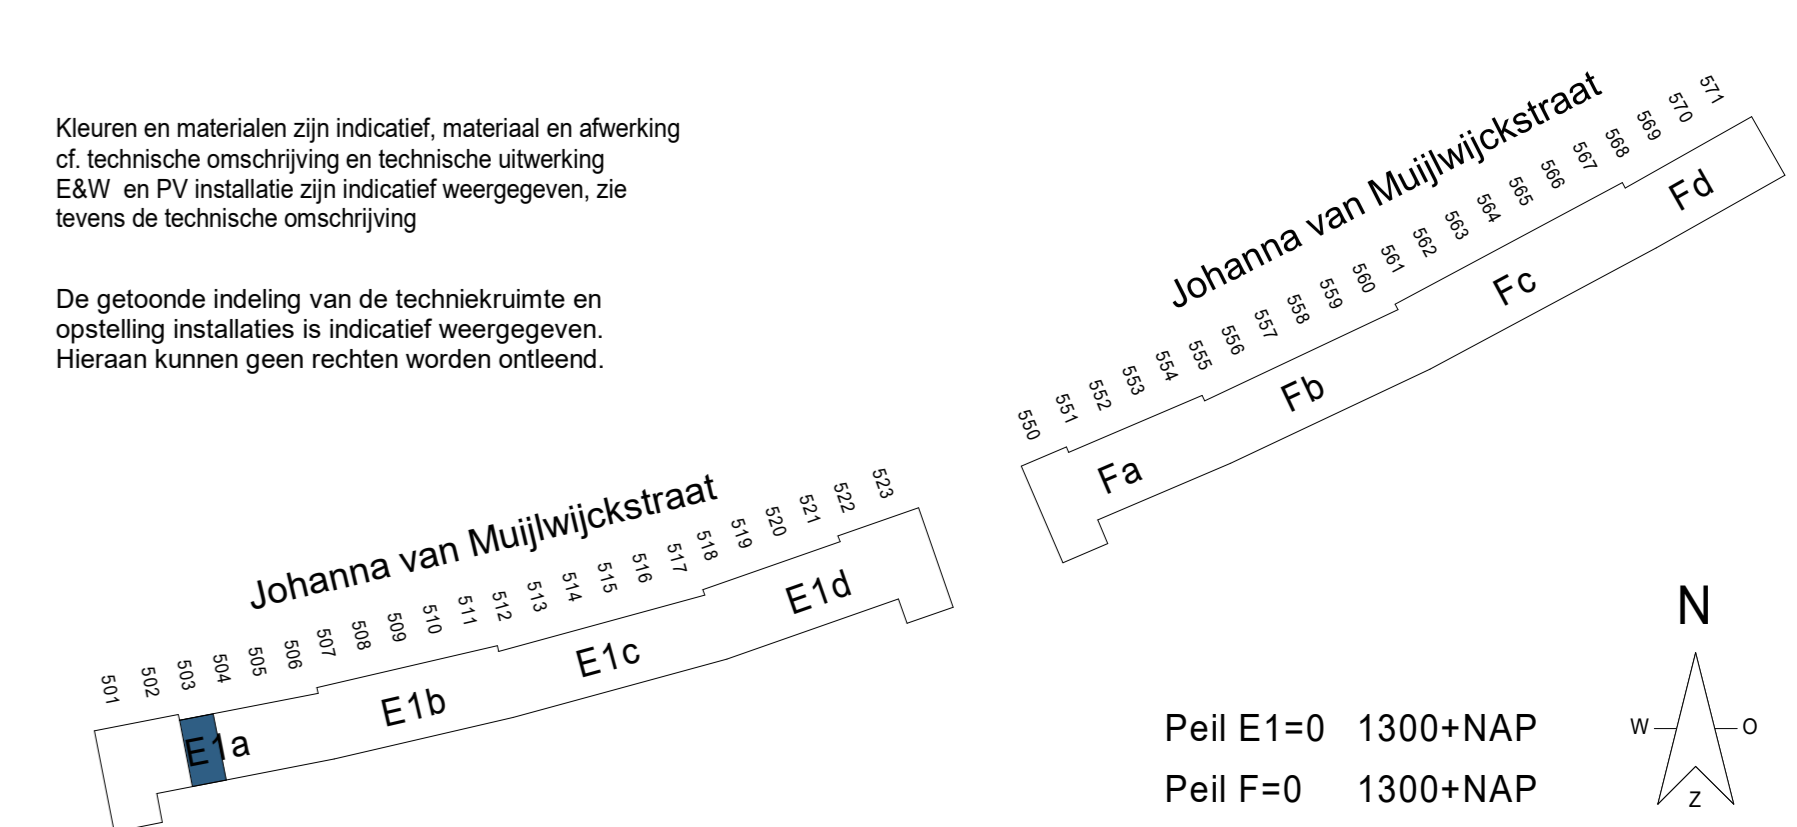 Kleuren en materialen zijn indicatief, materiaal en afwerking
cf. technische omschrijving en technische uitwerking
E&W en PV installatie zijn indicatief weergegeven, zie
tevens de technische omschrijving
De getoonde indeling van de techniekruimte en
opstelling installaties is indicatief weergegeven.
Hieraan kunnen geen rechten worden ontleend.
Johanna van Muijlwijckstraat
501 502 503 504 505 506 507 508 509 510 511 512 513 514 515 516 517 518 519 520 521 522 523
E1a E1b E1c E1d
Johanna van Muijlwijckstraat
550 551 552 553 554 555 556 557 558 559 560 561 562 563 564 565 566 567 568 569 570 571
Fa Fb Fc Fd
Peil E1=0 1300+NAP
Peil F=0 1300+NAP
N
W O
Z